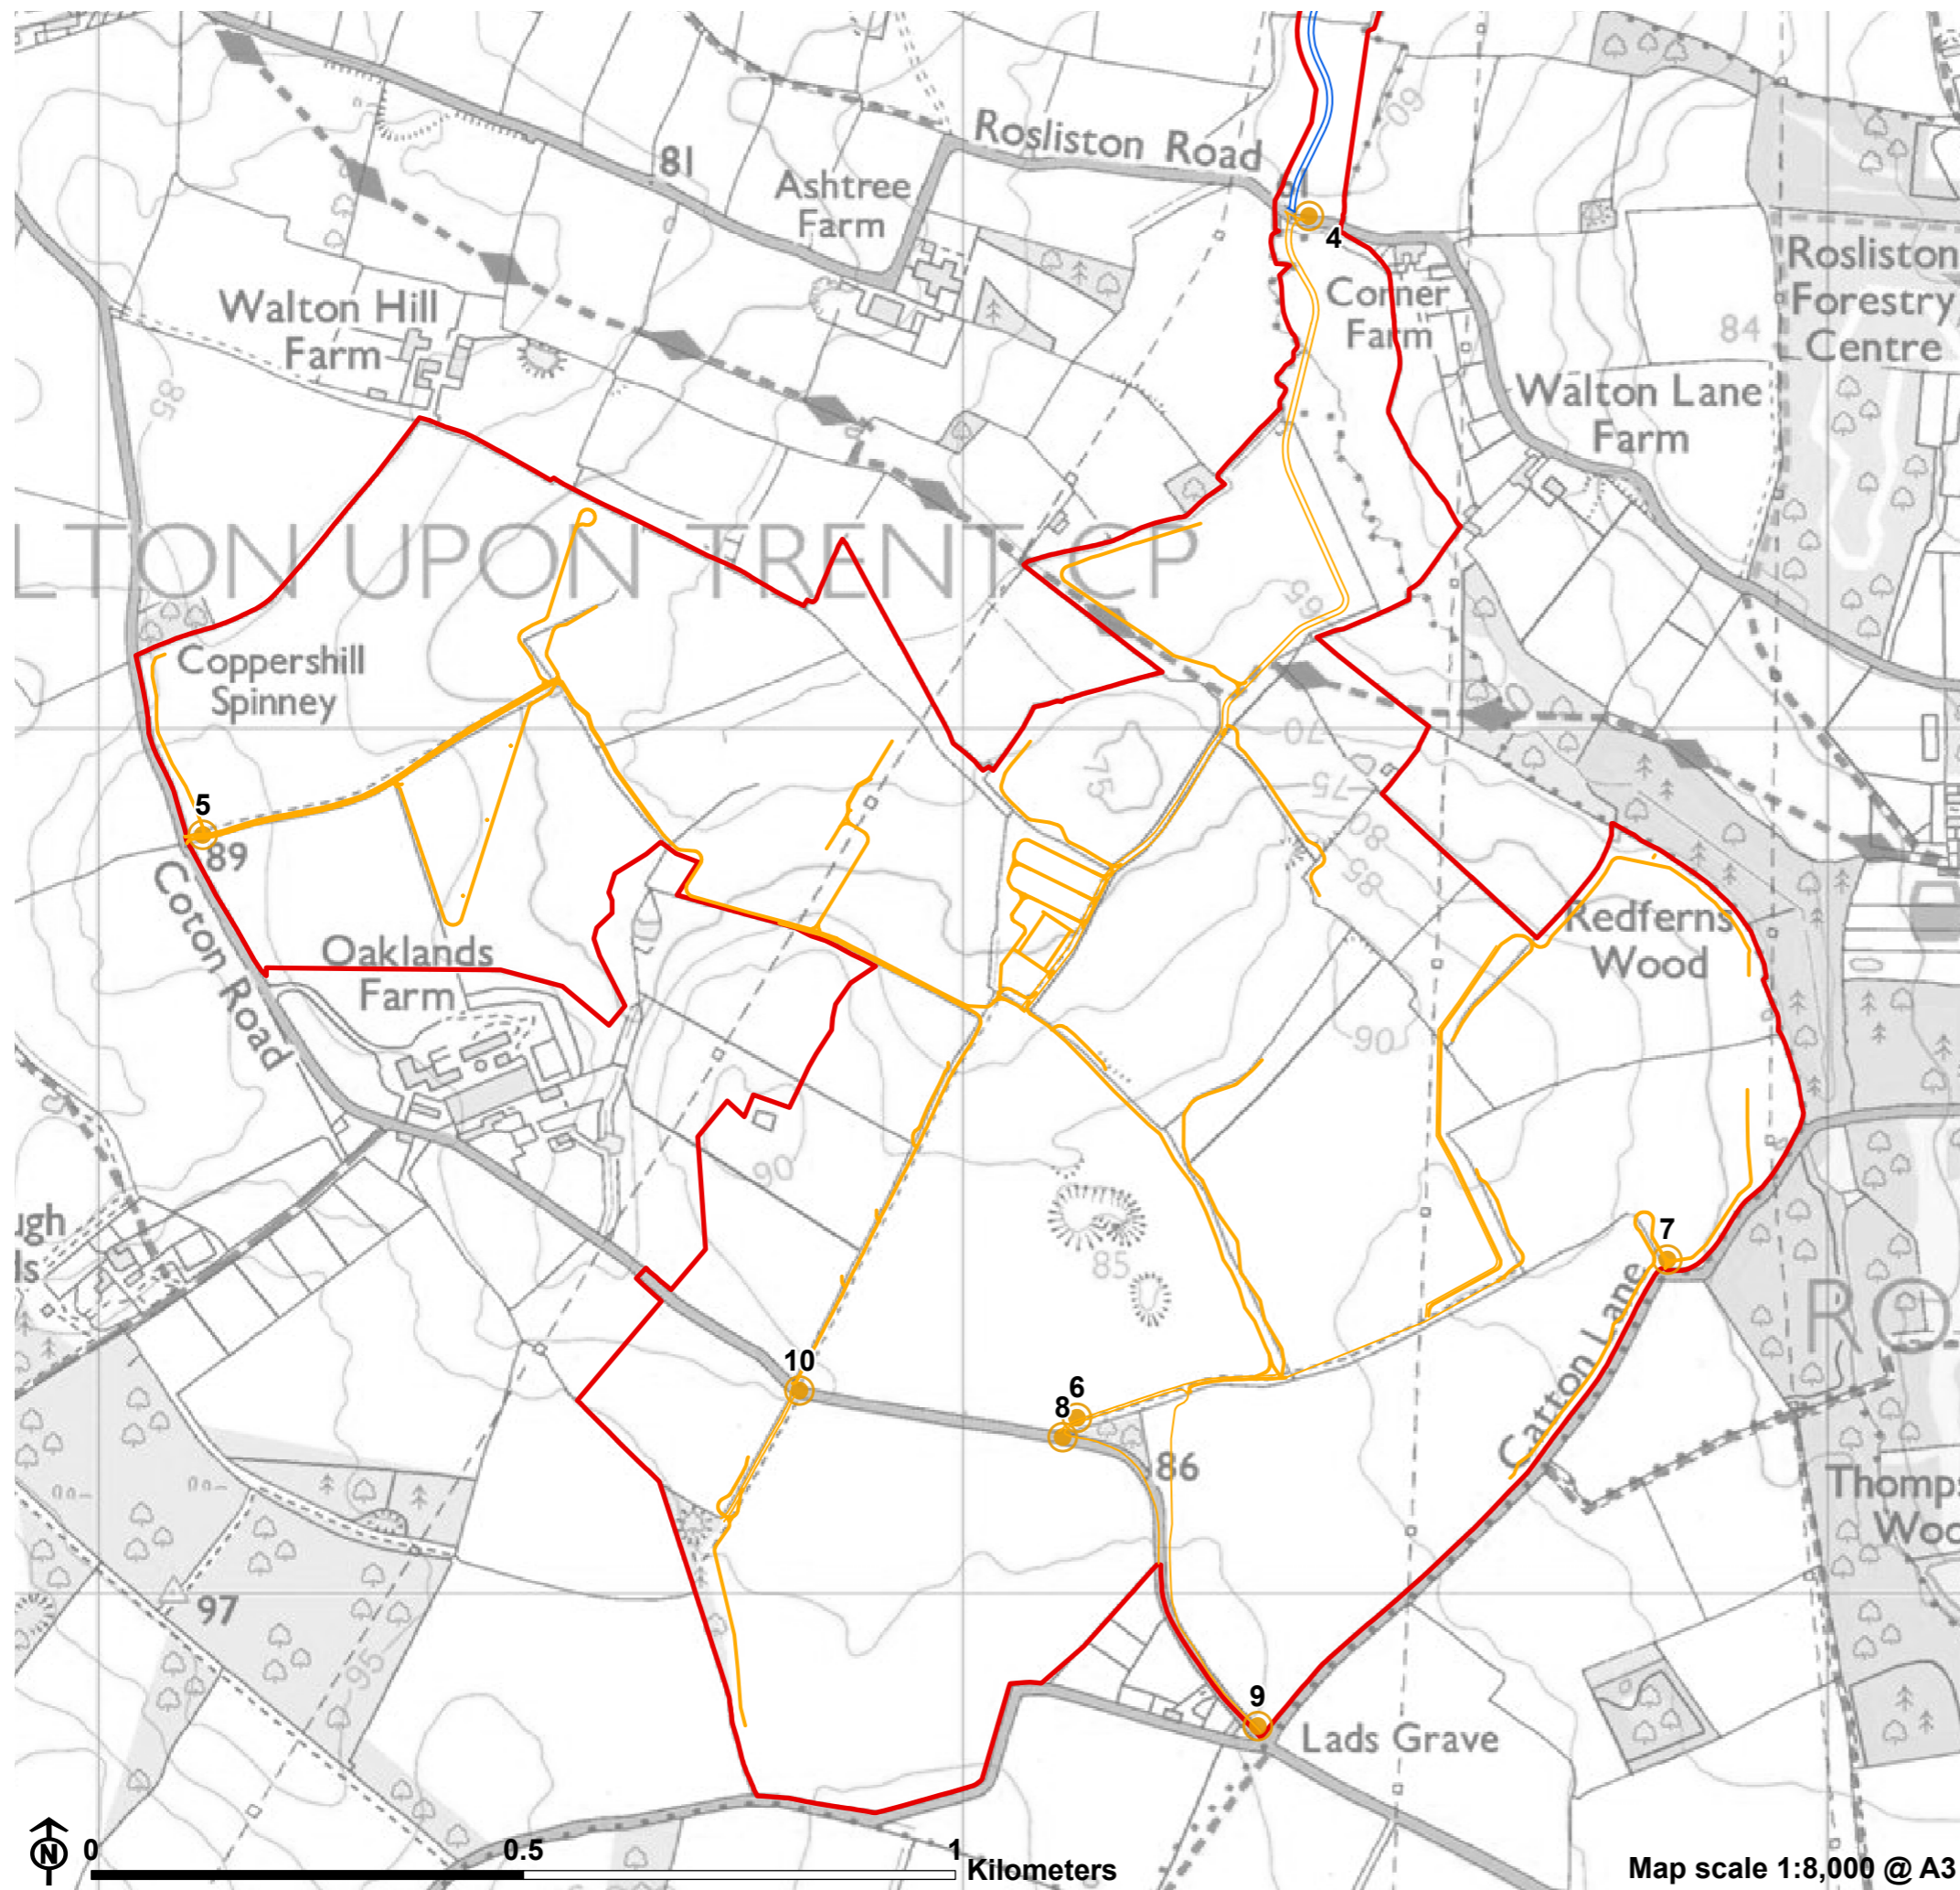 Rosliston Road
81
Ashtree
Farm
60
4
Rosliston
Forestry
Centre
Corner
Farm
84
Walton Hill
Farm
85
Walton Lane
Farm
LTON UPON TRENT CP
65
Coppershill
Spinney
70
75
75
80
85
5
89
Coton Road
Redferns
Wood
Oaklands
Farm
90
90
7
85
RO
Catton Lane
10
6
8
86
Thomp
Woo
97
95
9
Lads Grave
N
0
0.5
1
Kilometers
Map scale 1:8,000 @ A3